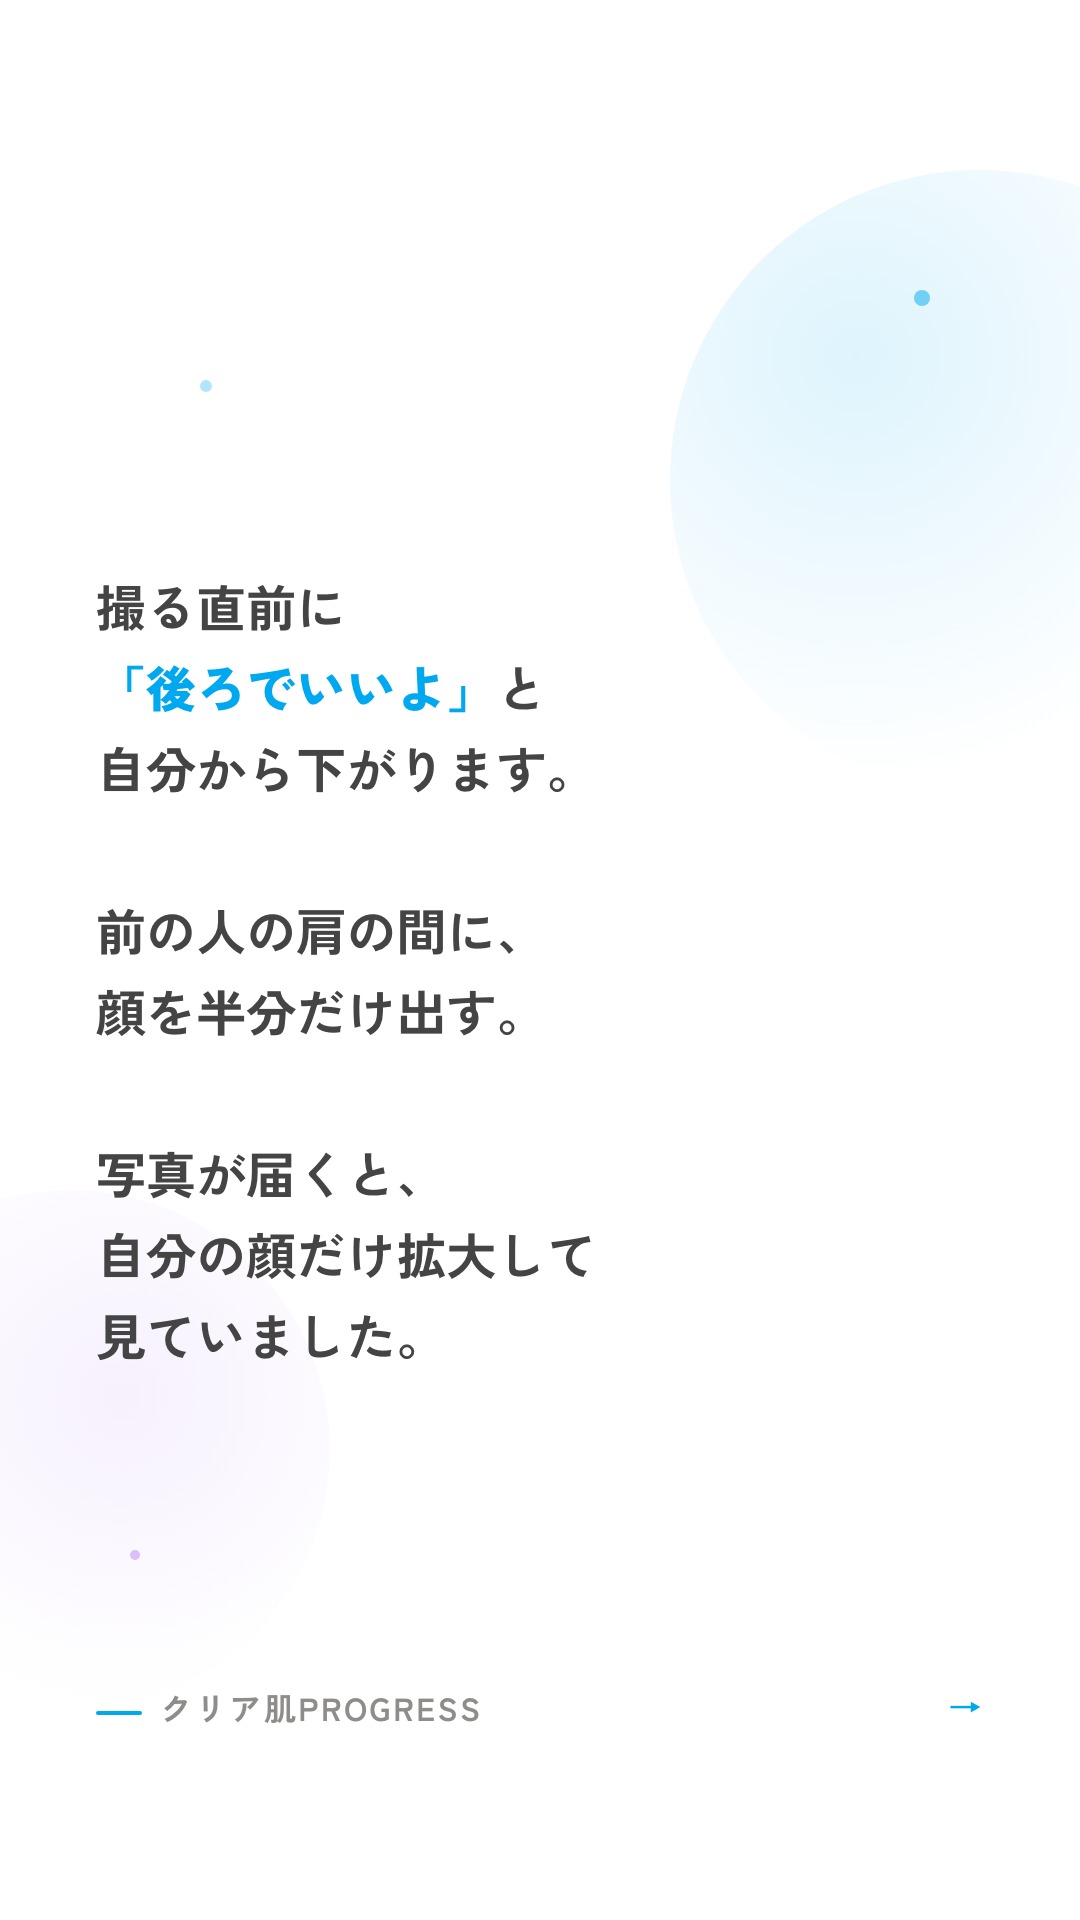 撮る直前に
「後ろでいいよ」と
自分から下がります。
前の人の肩の間に、
顔を半分だけ出す。
写真が届くと、
自分の顔だけ拡大して
見ていました。
クリア肌PROGRESS
→